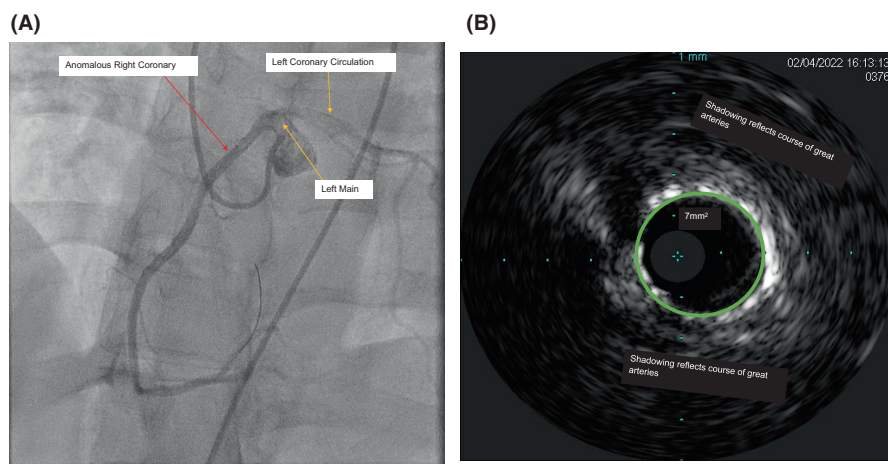 (A)
Anomalous Right Coronary
Left Coronary Circulation
Left Main
(B)
1 mm
02/04/2022 16:13:13
0376
Shadowing reflects course of great
arteries
7mm²
Shadowing reflects course of great
arteries